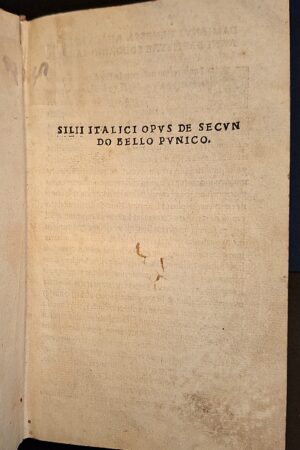 SILII ITALICI OPVS DE SECVN
DO BELLO PVNICO.